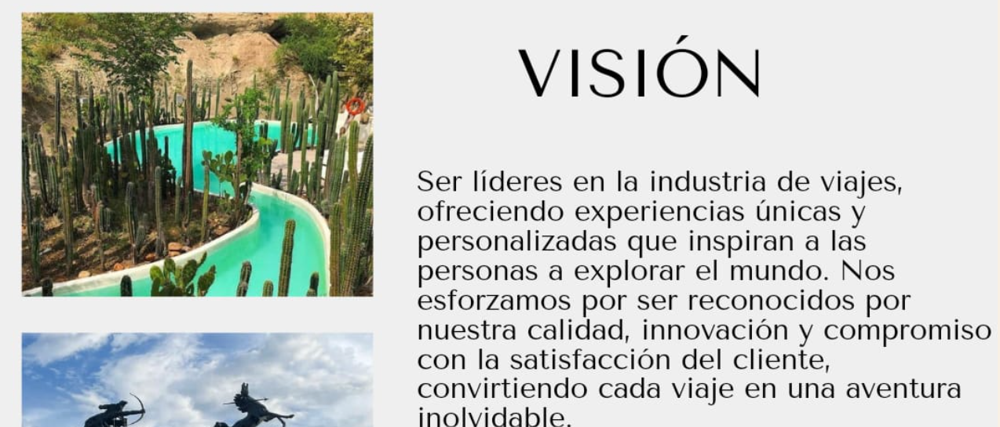 VISIÓN
Ser líderes en la industria de viajes,
ofreciendo experiencias únicas y
personalizadas que inspiran a las
personas a explorar el mundo. Nos
esforzamos por ser reconocidos por
nuestra calidad, innovación y compromiso
con la satisfacción del cliente,
convirtiendo cada viaje en una aventura
inolvidable.